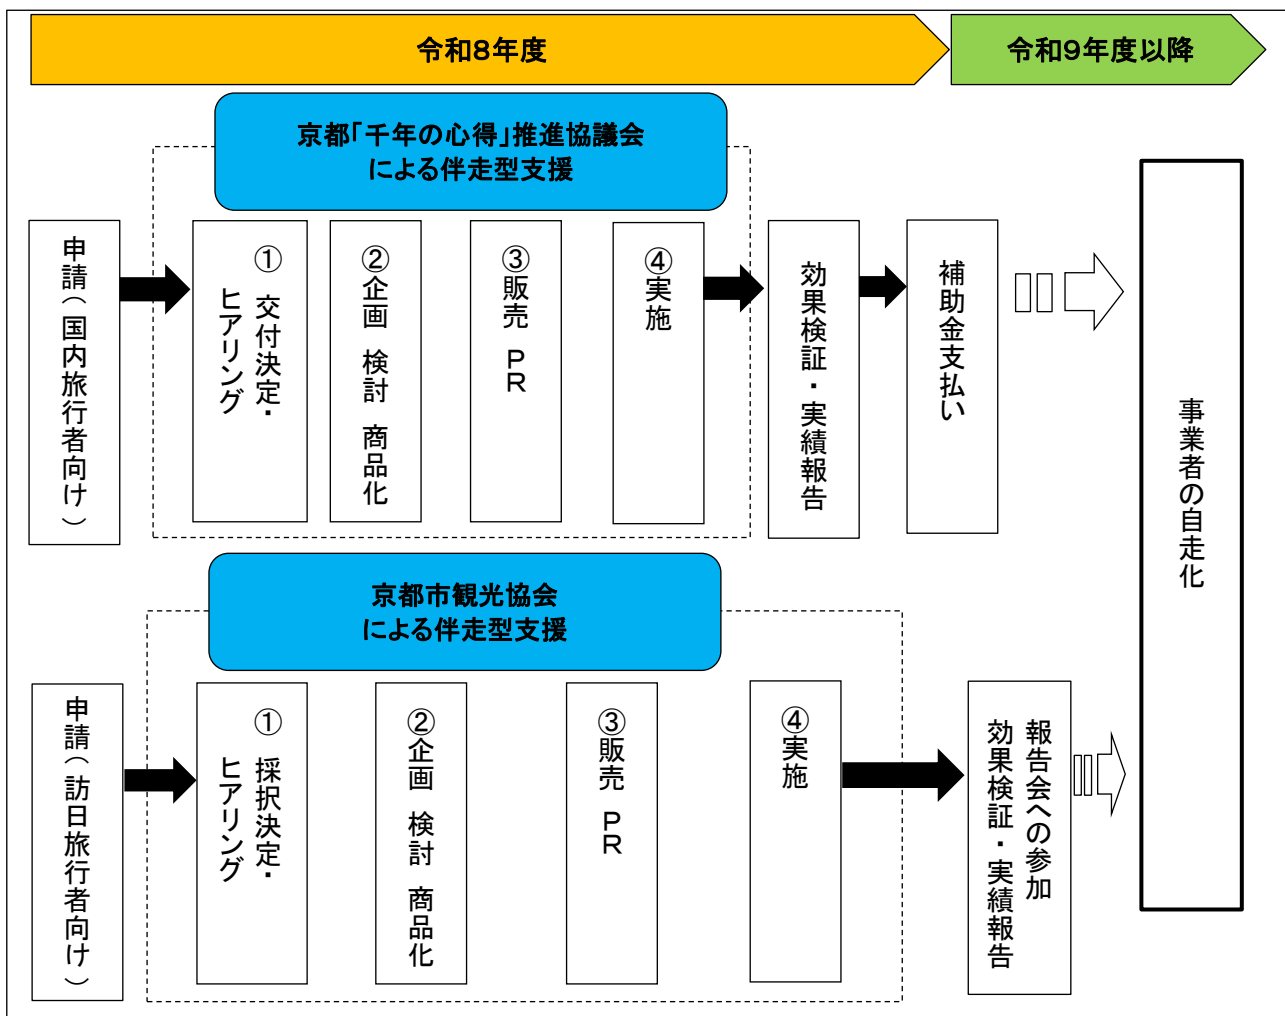 令和８年度
令和９年度以降
京都「千年の心得」推進協議会
による伴走型支援
申請（国内旅行者向け）
① 交付決定・
ヒアリング
②企画 検討 商品化
③販売 ＰＲ
④実施
効果検証・実績報告
補助金支払い
事業者の自走化
京都市観光協会
による伴走型支援
申請（訪日旅行者向け）
① 採択決定・
ヒアリング
②企画 検討 商品化
③販売 ＰＲ
④実施
報告会への参加
効果検証・実績報告